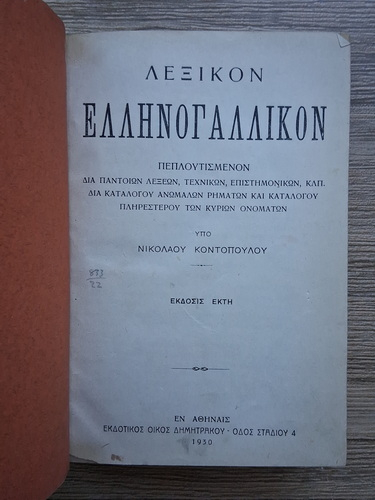 ΛΕΞΙΚΟΝ
ΕΛΛΗΝΟΓΑΛΛΙΚΟΝ
ΠΕΠΛΟΥΤΙΣΜΕΝΟΝ
ΔΙΑ ΠΑΝΤΟΙΩΝ ΛΕΞΕΩΝ, ΤΕΧΝΙΚΩΝ, ΕΠΙΣΤΗΜΟΝΙΚΩΝ, ΚΛΠ.
ΔΙΑ ΚΑΤΑΛΟΓΟΥ ΑΝΩΜΑΛΩΝ ΡΗΜΑΤΩΝ ΚΑΙ ΚΑΤΑΛΟΓΟΥ
ΠΛΗΡΕΣΤΕΡΟΥ ΤΩΝ ΚΥΡΙΩΝ ΟΝΟΜΑΤΩΝ
ΥΠΟ
ΝΙΚΟΛΑΟΥ ΚΟΝΤΟΠΟΥΛΟΥ
ΕΚΔΟΣΙΣ ΕΚΤΗ
ΕΝ ΑΘΗΝΑΙΣ
ΕΚΔΟΤΙΚΟΣ ΟΙΚΟΣ ΔΗΜΗΤΡΑΚΟΥ - ΟΔΟΣ ΣΤΑΔΙΟΥ 4
1930